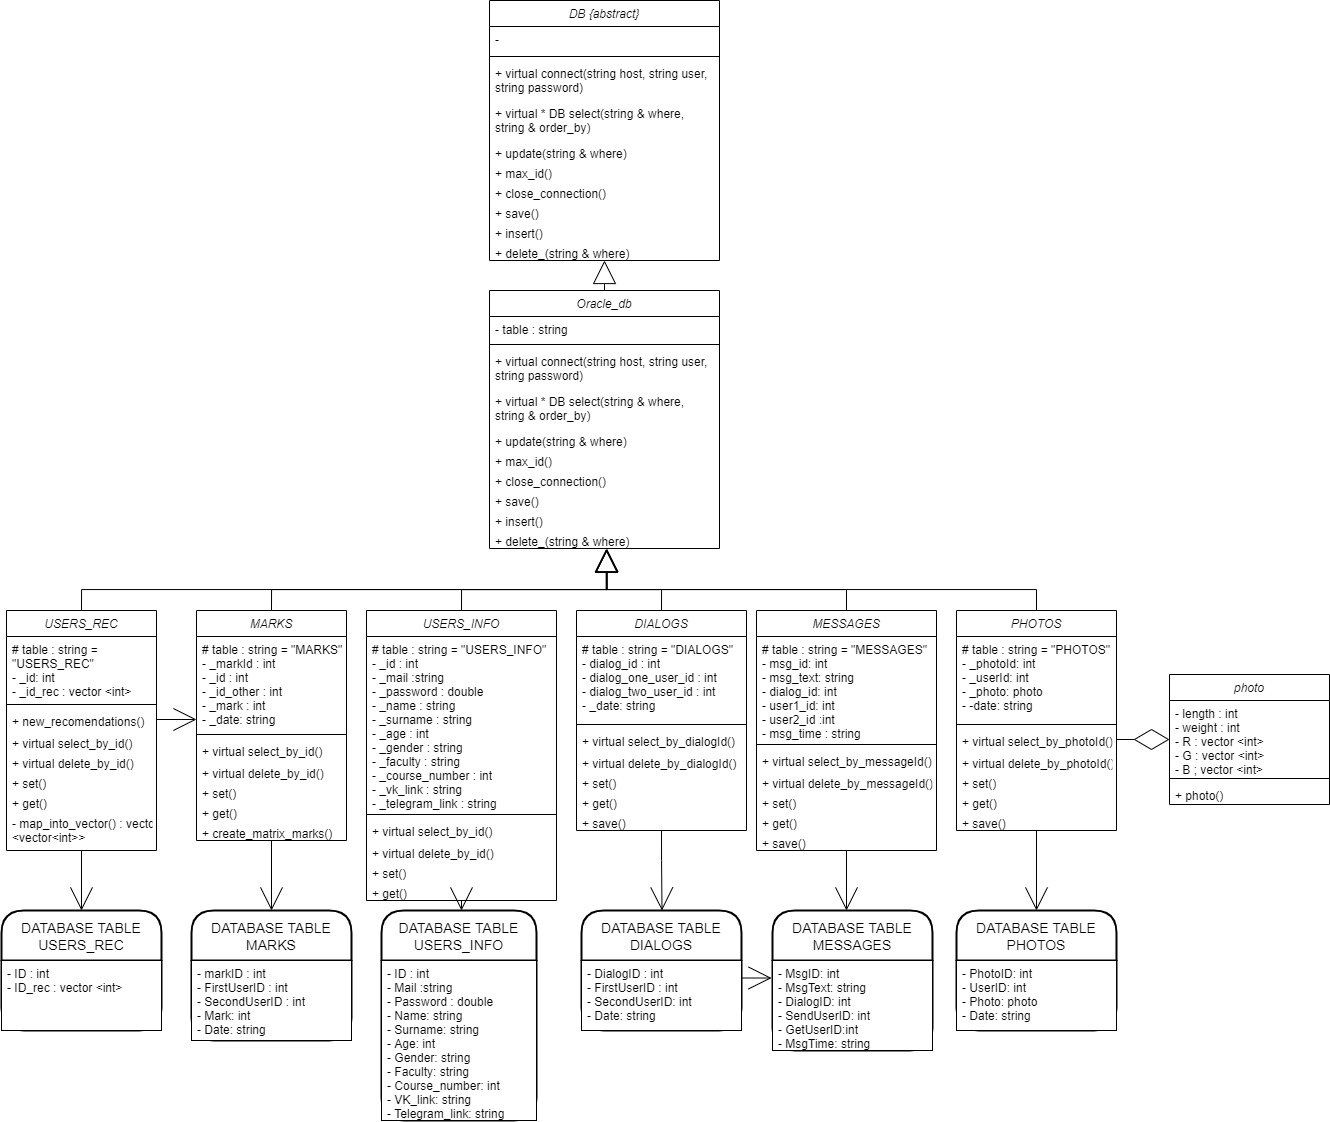 DB {abstract}
-
+ virtual connect(string host, string user,
string password)
+ virtual * DB select(string & where,
string & order_by)
+ update(string & where)
+ max_id()
+ close_connection()
+ save()
+ insert()
+ delete_(string & where)
Oracle_db
- table : string
+ virtual connect(string host, string user,
string password)
+ virtual * DB select(string & where,
string & order_by)
+ update(string & where)
+ max_id()
+ close_connection()
+ save()
+ insert()
+ delete_(string & where)
USERS_REC
# table : string =
"USERS_REC"
- _id: int
- _id_rec : vector <int>
+ new_recomendations()
+ virtual select_by_id()
+ virtual delete_by_id()
+ set()
+ get()
- map_into_vector() : vectc
<vector<int>>
MARKS
# table : string = "MARKS"
- _markId : int
- _id : int
- _id_other : int
- _mark : int
- _date: string
+ virtual select_by_id()
+ virtual delete_by_id()
+ set()
+ get()
+ create_matrix_marks()
USERS_INFO
# table : string = "USERS_INFO"
- _id : int
- _mail :string
- _password : double
- _name : string
- _surname : string
- _age : int
- _gender : string
- _faculty : string
- _course_number : int
- _vk_link : string
- _telegram_link : string
+ virtual select_by_id()
+ virtual delete_by_id()
+ set()
+ get()
DIALOGS
# table : string = "DIALOGS"
- dialog_id : int
- dialog_one_user_id : int
- dialog_two_user_id : int
- _date: string
+ virtual select_by_dialogId()
+ virtual delete_by_dialogId()
+ set()
+ get()
+ save()
MESSAGES
# table : string = "MESSAGES"
- msg_id: int
- msg_text: string
- dialog_id: int
- user1_id: int
- user2_id :int
- msg_time : string
+ virtual select_by_messageId()
+ virtual delete_by_messageId()
+ set()
+ get()
+ save()
PHOTOS
# table : string = "PHOTOS"
- _photoId: int
- _userId: int
- _photo: photo
- -date: string
+ virtual select_by_photoId()
+ virtual delete_by_photoId()
+ set()
+ get()
+ save()
photo
- length : int
- weight : int
- R : vector <int>
- G : vector <int>
- B ; vector <int>
+ photo()
DATABASE TABLE
USERS_REC
- ID : int
- ID_rec : vector <int>
DATABASE TABLE
MARKS
- markID : int
- FirstUserID : int
- SecondUserID : int
- Mark: int
- Date: string
DATABASE TABLE
USERS_INFO
- ID : int
- Mail :string
- Password : double
- Name: string
- Surname: string
- Age: int
- Gender: string
- Faculty: string
- Course_number: int
- VK_link: string
- Telegram_link: string
DATABASE TABLE
DIALOGS
- DialogID : int
- FirstUserID : int
- SecondUserID: int
- Date: string
DATABASE TABLE
MESSAGES
- MsgID: int
- MsgText: string
- DialogID: int
- SendUserID: int
- GetUserID:int
- MsgTime: string
DATABASE TABLE
PHOTOS
- PhotoID: int
- UserID: int
- Photo: photo
- Date: string